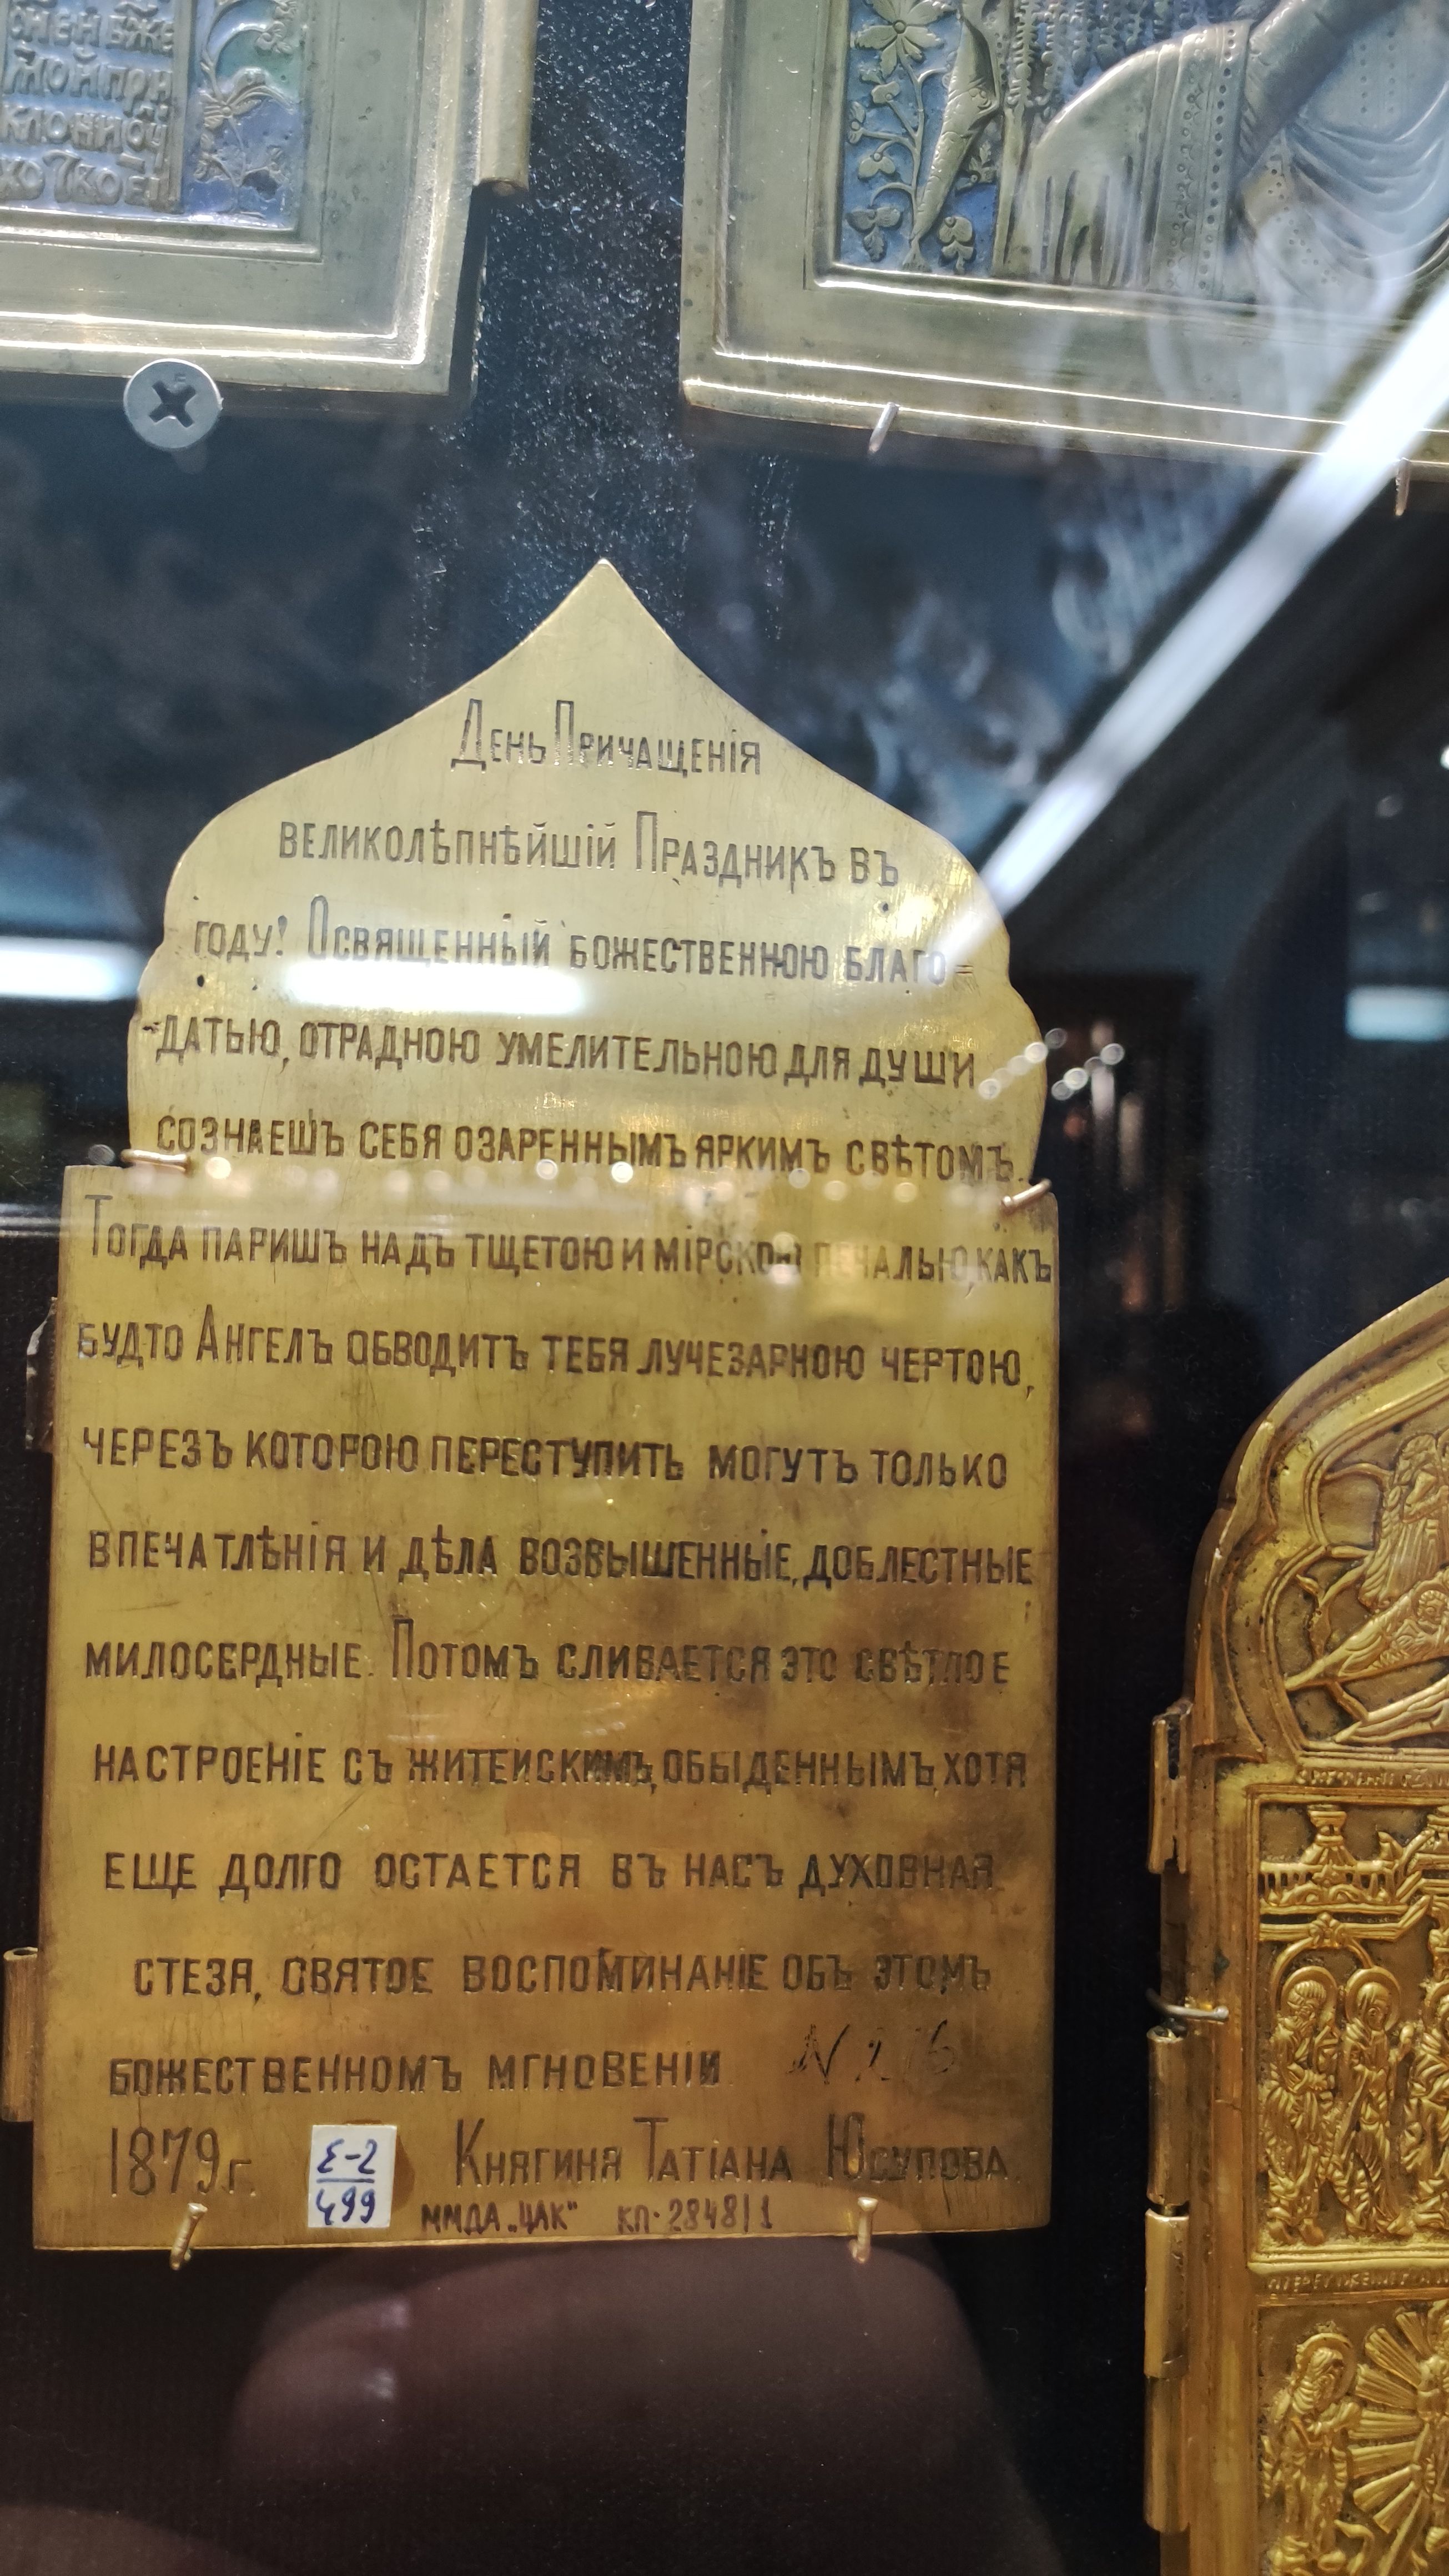 День Причащенія
великолѣпнѣйшій Праздникъ въ
году! Освященный божественною благо=
-датью, отрадною умелительною для души
сознаешъ себя озареннымъ яркимъ свѣтомъ.
Тогда паришъ надъ тщетою и мірскою печалью, какъ
будто Ангелъ обводитъ тебя лучезарною чертою,
черезъ которою переступить могутъ только
впечатлѣнія и дѣла возвышенные, доблестные
милосердные. Потомъ сливается это свѣтлое
настроеніе съ житейскимъ, обыденнымъ, хотя
еще долго остается въ насъ духовная
стезя, святое воспоминаніе объ этомъ
божественномъ мгновеніи
1879 г. Княгиня Татіана Юсупова.
Е-2
499
ММДА „ЦАК“ КП-2848/1